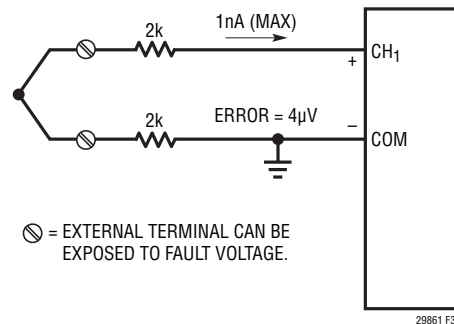 1nA (MAX)
2k
+
CH1
2k
ERROR = 4µV
–
COM
= EXTERNAL TERMINAL CAN BE
EXPOSED TO FAULT VOLTAGE.
29861 F3